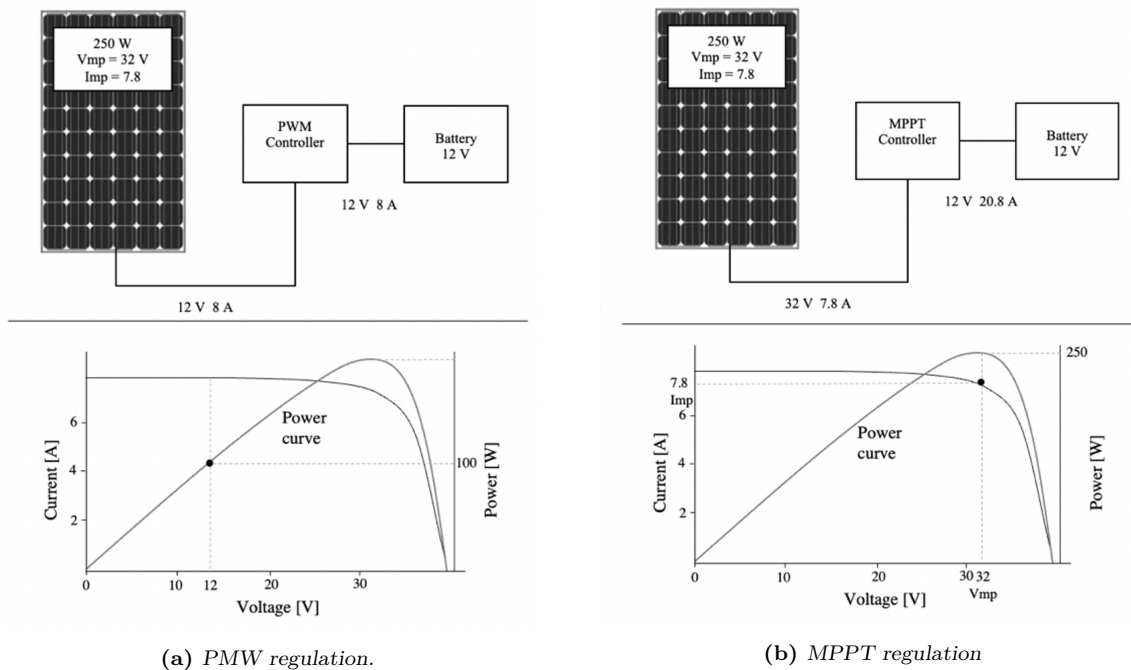 250 W
Vmp = 32 V
Imp = 7.8
PWM
Controller
Battery
12 V
12 V 8 A
12 V 8 A
Current [A]
6
4
2
0
10
12
20
30
Voltage [V]
Power
curve
100
Power [W]
(a) PMW regulation.
250 W
Vmp = 32 V
Imp = 7.8
MPPT
Controller
Battery
12 V
12 V 20.8 A
32 V 7.8 A
Current [A]
7.8
Imp
6
4
2
0
10
20
30 32
Vmp
Voltage [V]
Power
curve
250
Power [W]
(b) MPPT regulation